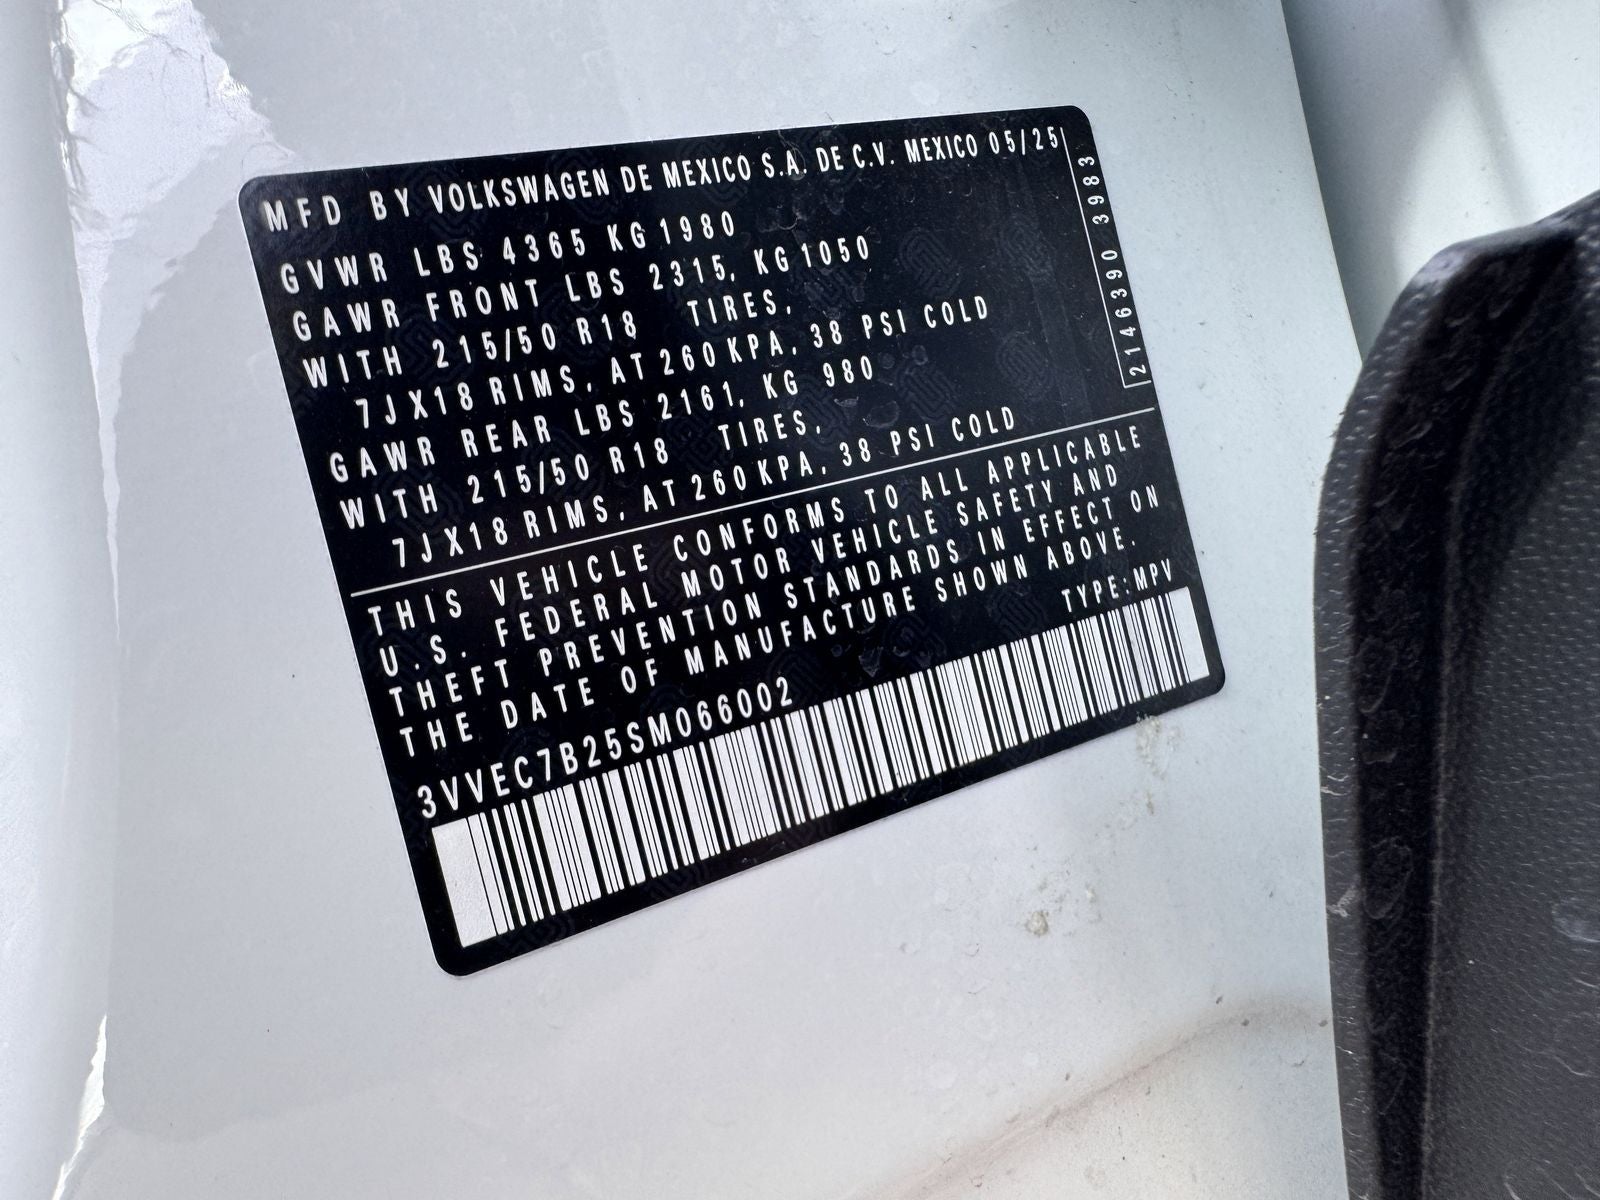 MFD BY VOLKSWAGEN DE MEXICO S.A. DE C.V. MEXICO 05/25
GVWR LBS 4365 KG 1980
GAWR FRONT LBS 2315, KG 1050
WITH 215/50 R18 TIRES,
7JX18 RIMS, AT 260 KPA, 38 PSI COLD
GAWR REAR LBS 2161, KG 980
WITH 215/50 R18 TIRES,
7JX18 RIMS, AT 260 KPA, 38 PSI COLD
2146390 3983
THIS VEHICLE CONFORMS TO ALL APPLICABLE
U.S. FEDERAL MOTOR VEHICLE SAFETY AND
THEFT PREVENTION STANDARDS IN EFFECT ON
THE DATE OF MANUFACTURE SHOWN ABOVE.
3VVEC7B25SM066002 TYPE:MPV